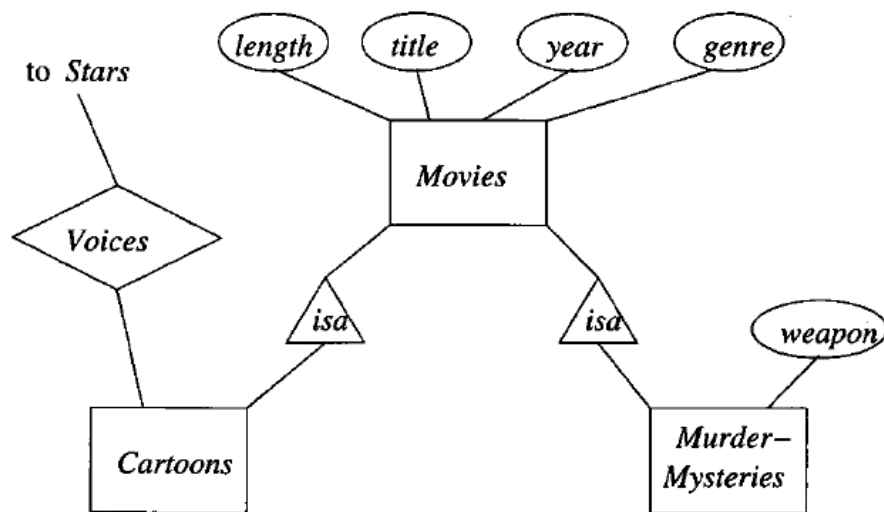 length
title
year
genre
to Stars
Movies
Voices
isa
isa
weapon
Cartoons
Murder-
Mysteries